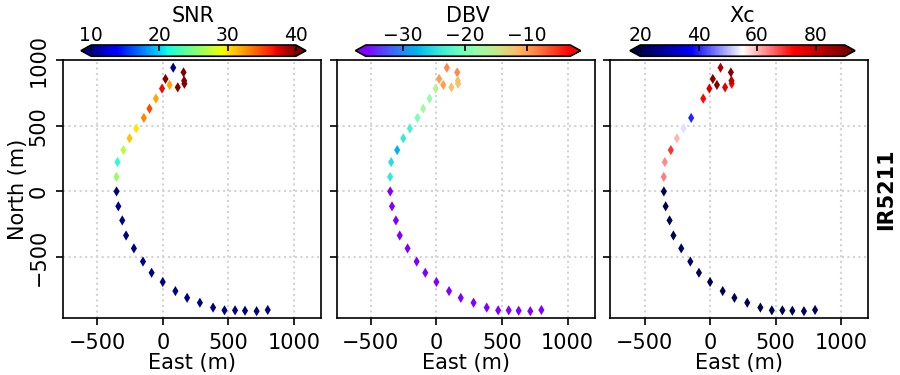 SNR
10 20 30 40
DBV
−30 −20 −10
Xc
20 40 60 80
North (m)
1000
500
0
−500
−500 0 500 1000
East (m)
−500 0 500 1000
East (m)
−500 0 500 1000
East (m)
IR5211